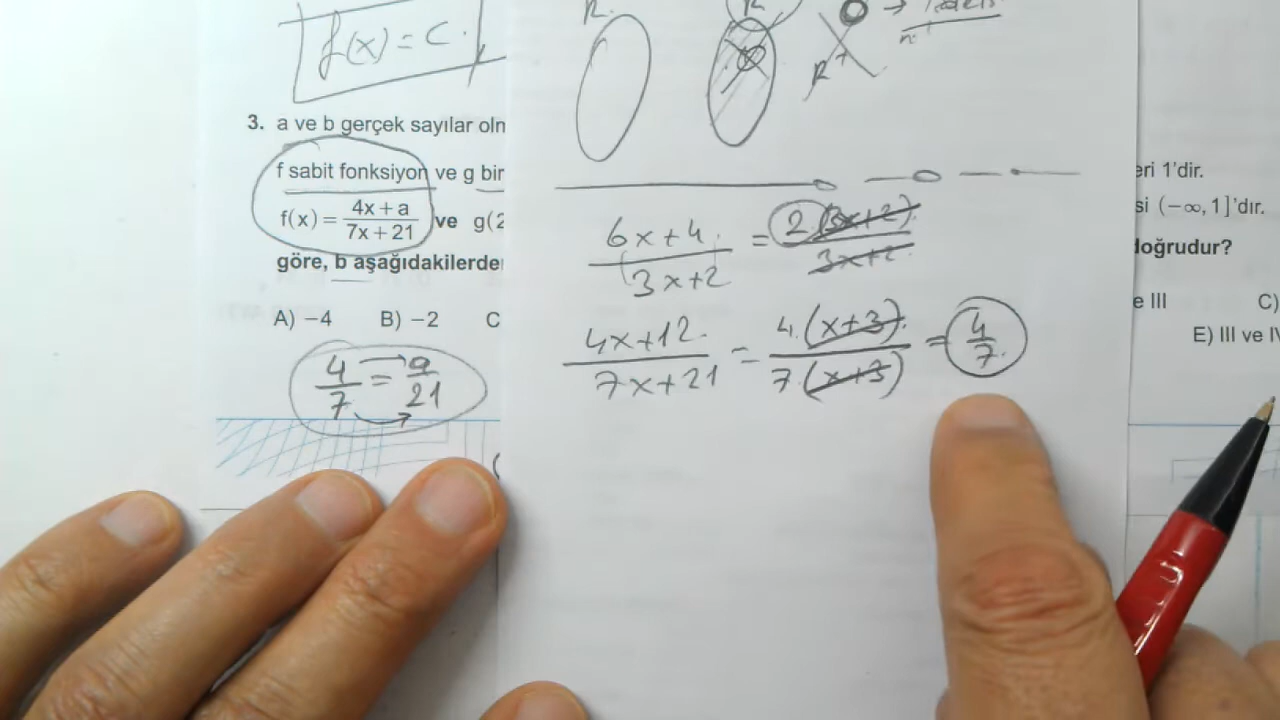 f(x) = c
R
R
R+
3. a ve b gerçek sayılar oln
f sabit fonksiyon ve g bir
f(x) = 4x + a / 7x + 21 ve g(2
göre, b aşağıdakilerde
A) −4 B) −2 C
4/7 = a/21
6x+4 / 3x+2 = 2(3x+2) / 3x+2
4x+12 / 7x+21 = 4.(x+3) / 7.(x+3) = 4/7
eri 1'dir.
si (−∞, 1]'dır.
doğrudur?
e III C)
E) III ve IV